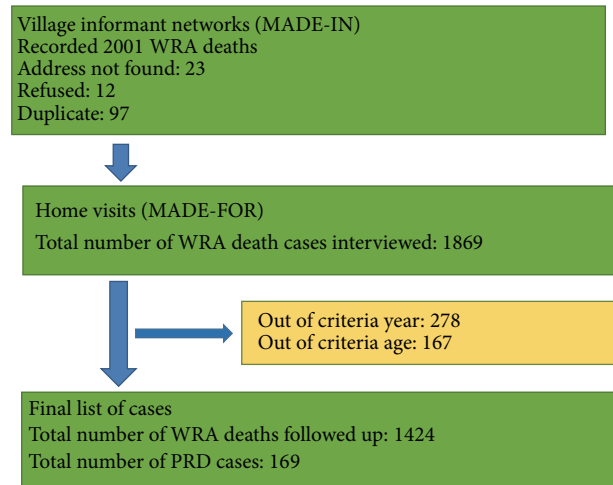 Village informant networks (MADE-IN)
Recorded 2001 WRA deaths
Address not found: 23
Refused: 12
Duplicate: 97
Home visits (MADE-FOR)
Total number of WRA death cases interviewed: 1869
Out of criteria year: 278
Out of criteria age: 167
Final list of cases
Total number of WRA deaths followed up: 1424
Total number of PRD cases: 169